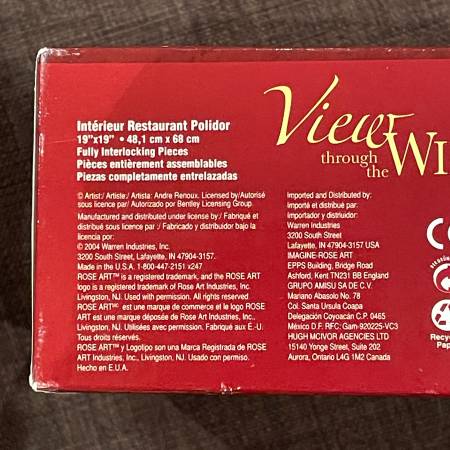 View
through
the WI
Intérieur Restaurant Polidor
19"x19" • 48,1 cm x 68 cm
Fully Interlocking Pieces
Pièces entièrement assemblables
Piezas completamente entrelazadas
© Artist:/ Artiste:/ Artista: Andre Renoux. Licensed by/Autorisé
sous licence par/ Autorizado por Bentley Licensing Group.
Manufactured and distributed under license by:/ Fabriqué et
distribué sous licence par :/ Fabricado y distribuido bajo la
licencia por:
© 2004 Warren Industries, Inc.
3200 South Street, Lafayette, IN 47904-3157.
Made in the U.S.A. 1-800-447-2151 x247
ROSE ART™ is a registered trademark, and the ROSE ART
logo is a registered trademark of Rose Art Industries, Inc.
Livingston, NJ. Used with permission. All rights reserved.
ROSE ARTᴹᶜ est une marque de commerce et le logo ROSE
ART est une marque déposée de Rose Art Industries, Inc.
Livingston, NJ. Utilisées avec permission. Fabriqué aux É.-U.
Tous droits réservés.
ROSE ART™ y Logotipo son una Marca Registrada de ROSE
ART Industries, Inc., Livingston, NJ. Usado con permiso.
Hecho en E.U.A.
Imported and Distributed by:
Importé et distribué par:
Importador y distriuidor:
Warren Industries
3200 South Street
Lafayette, IN 47904-3157 USA
IMAGINE-ROSE ART
EPPS Building, Bridge Road
Ashford, Kent TN231 BB England
GRUPO AMISU SA DE C.V.
Mariano Abasolo No. 78
Col. Santa Ursula Coapa
Delegación Coyoacán C.P. 0465
México D.F. RFC: Gam-920225-VC3
HUGH MCIVOR AGENCIES LTD
15140 Yonge Street, Suite 202
Aurora, Ontario L4G 1M2 Canada
Recyc
Pap